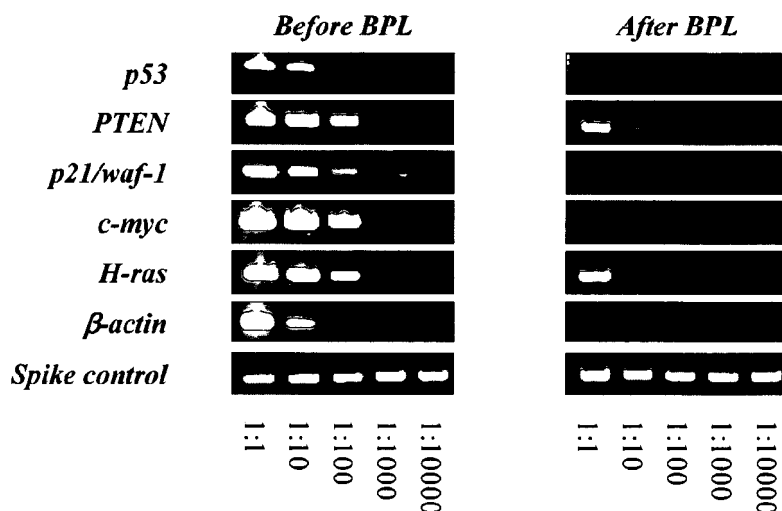 Before BPL After BPL
p53
PTEN
p21/waf-1
c-myc
H-ras
β-actin
Spike control
1:1 1:10 1:100 1:1000 1:10000 1:1 1:10 1:100 1:1000 1:10000